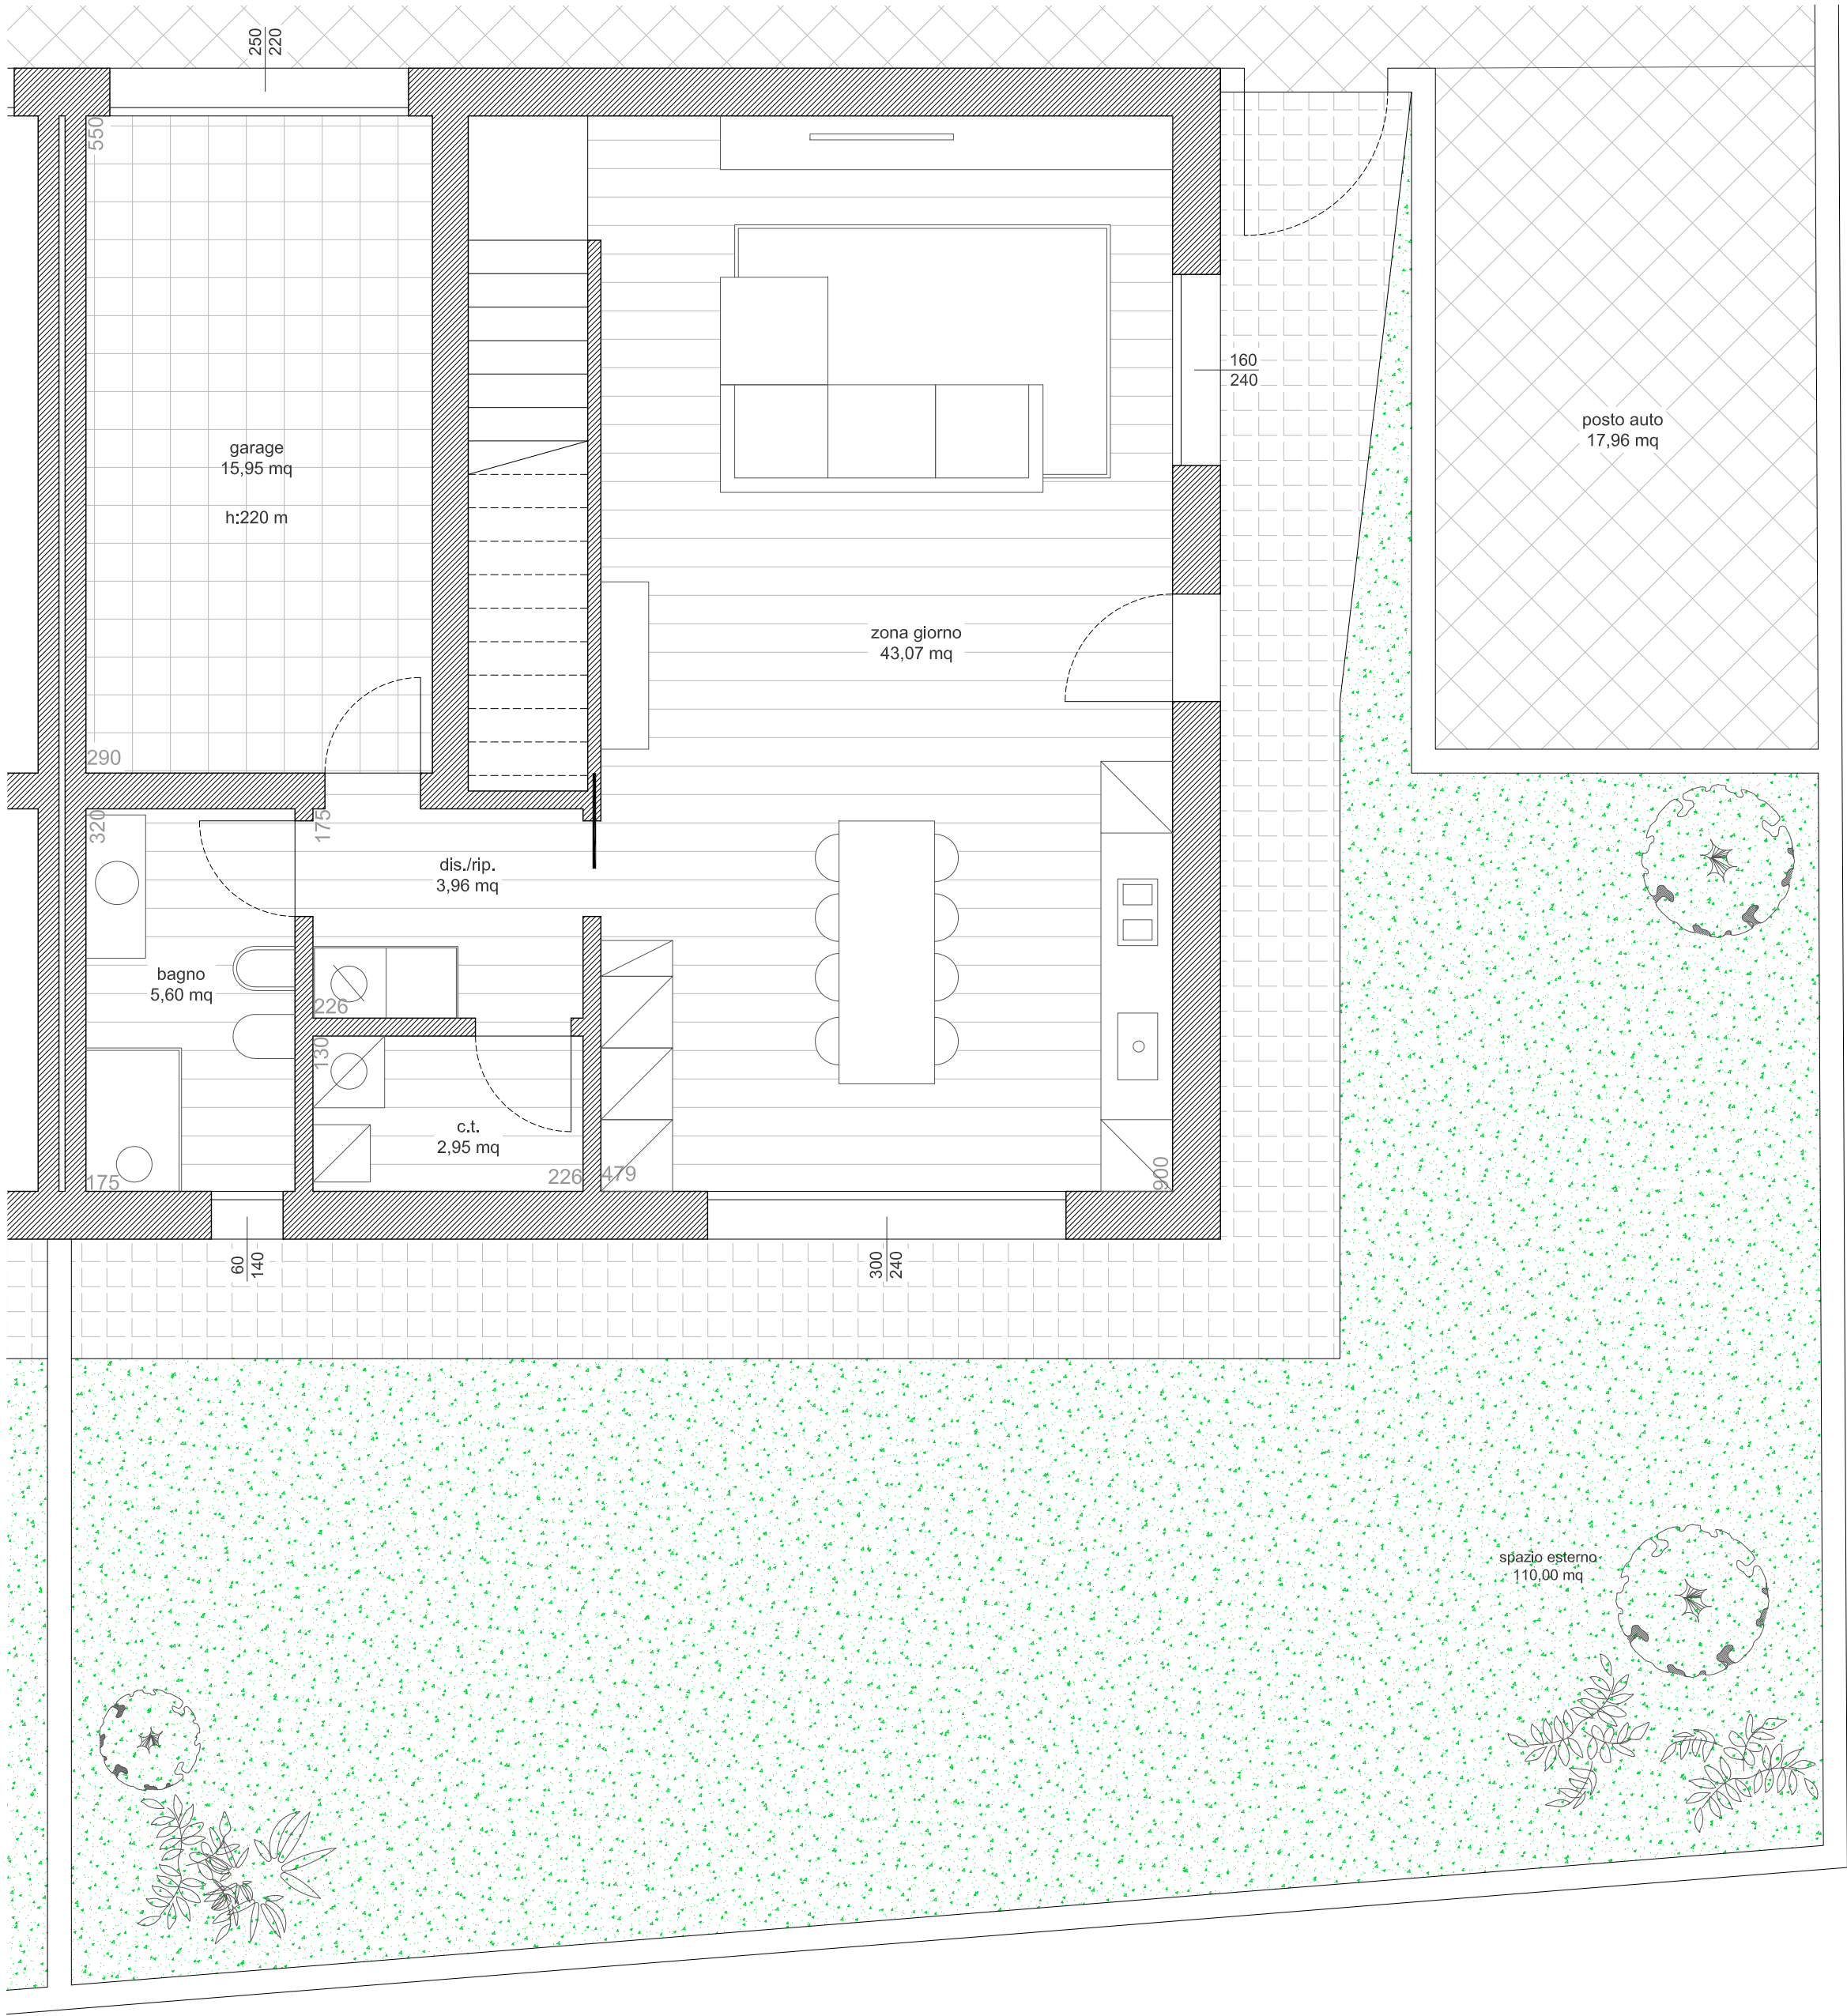 250
220
550
garage
15,95 mq
h:220 m
290
160
240
posto auto
17,96 mq
zona giorno
43,07 mq
320
175
dis./rip.
3,96 mq
bagno
5,60 mq
226
130
c.t.
2,95 mq
175
226
479
900
60
140
300
240
spazio esterno
110,00 mq